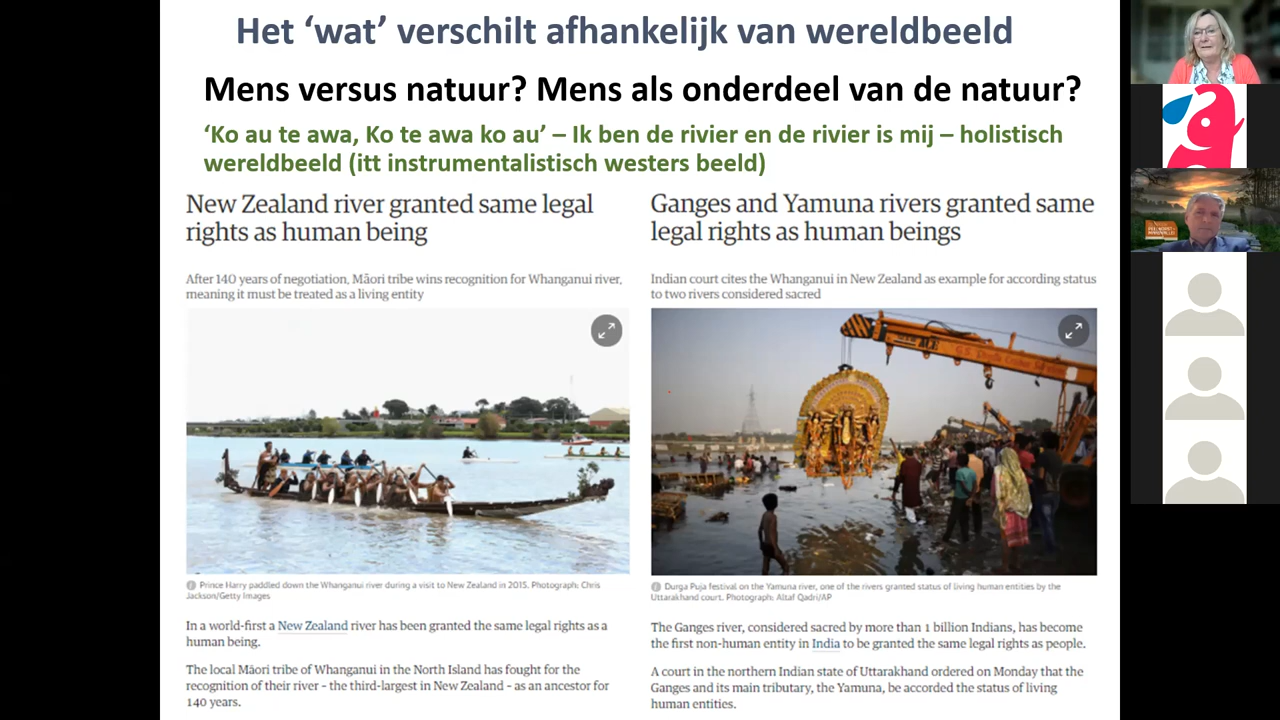 Het ‘wat’ verschilt afhankelijk van wereldbeeld
Mens versus natuur? Mens als onderdeel van de natuur?
‘Ko au te awa, Ko te awa ko au’ – Ik ben de rivier en de rivier is mij – holistisch
wereldbeeld (itt instrumentalistisch westers beeld)
New Zealand river granted same legal
rights as human being
After 140 years of negotiation, Māori tribe wins recognition for Whanganui river,
meaning it must be treated as a living entity
Prince Harry paddled down the Whanganui river during a visit to New Zealand in 2015. Photograph: Chris
Jackson/Getty Images
In a world-first a New Zealand river has been granted the same legal rights as a
human being.
The local Māori tribe of Whanganui in the North Island has fought for the
recognition of their river – the third-largest in New Zealand – as an ancestor for
140 years.
Ganges and Yamuna rivers granted same
legal rights as human beings
Indian court cites the Whanganui in New Zealand as example for according status
to two rivers considered sacred
Durga Puja festival on the Yamuna river, one of the rivers granted status of living human entities by the
Uttarakhand court. Photograph: Altaf Qadri/AP
The Ganges river, considered sacred by more than 1 billion Indians, has become
the first non-human entity in India to be granted the same legal rights as people.
A court in the northern Indian state of Uttarakhand ordered on Monday that the
Ganges and its main tributary, the Yamuna, be accorded the status of living
human entities.